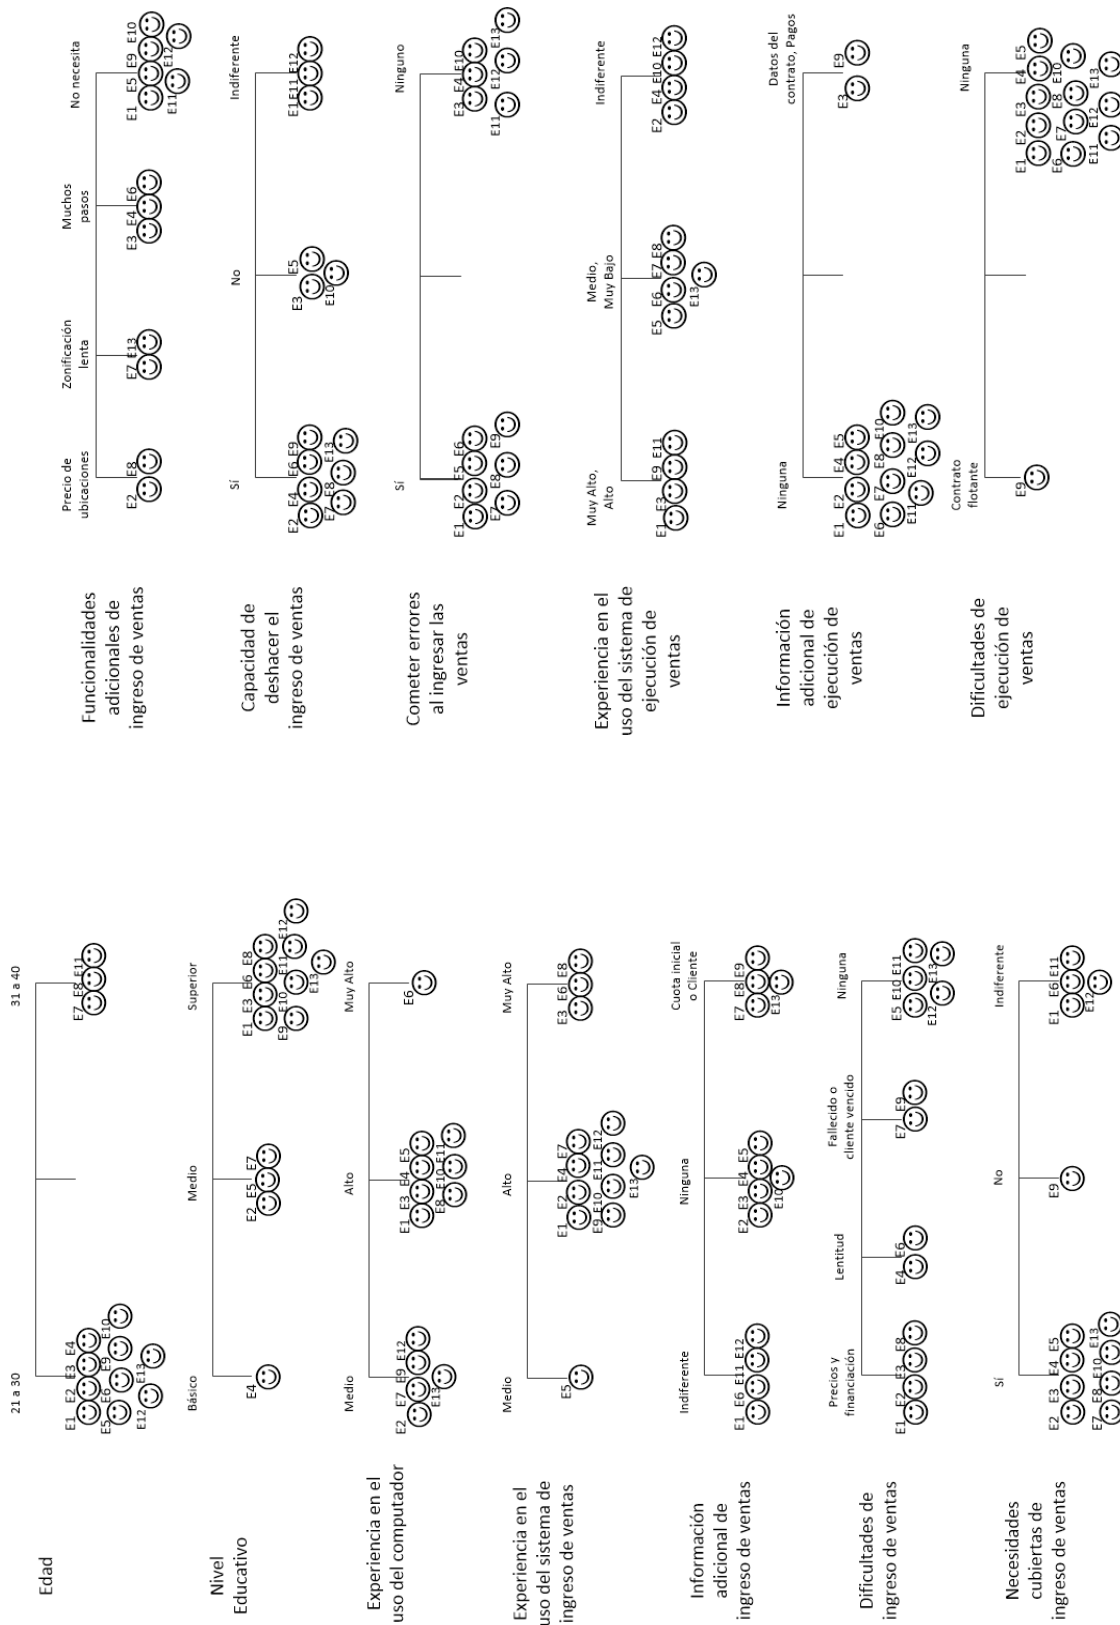 Edad
21 a 30
E1 E2 E3 E4
E5 E6 E9 E10
E12 E13
31 a 40
E7 E8 E11
Nivel
Educativo
Básico
E4
Medio
E2 E5 E7
Superior
E1 E3 E6 E8
E9 E10 E11 E12
E13
Experiencia en el
uso del computador
Medio
E2 E7 E9 E12
E13
Alto
E1 E3 E4 E5
E8 E10 E11
Muy Alto
E6
Experiencia en el
uso del sistema de
ingreso de ventas
Medio
E5
Alto
E1 E2 E4 E7
E9 E10 E11 E12
E13
Muy Alto
E3 E6 E8
Información
adicional de
ingreso de ventas
Indiferente
E1 E6 E11 E12
Ninguna
E2 E3 E4 E5
E10
Cuota inicial
o Cliente
E7 E8 E9
E13
Dificultades de
ingreso de ventas
Precios y
financiación
E1 E2 E3 E8
Lentitud
E4 E6
Fallecido o
cliente vencido
E7 E9
Ninguna
E5 E10 E11
E12 E13
Necesidades
cubiertas de
ingreso de ventas
Sí
E2 E3 E4 E5
E7 E8 E10 E13
No
E9
Indiferente
E1 E6 E11
E12
Funcionalidades
adicionales de
ingreso de ventas
Precio de
ubicaciones
E2 E8
Zonificación
lenta
E7 E13
Muchos
pasos
E3 E4 E6
No necesita
E1 E5 E9 E10
E11 E12
Capacidad de
deshacer el
ingreso de ventas
Sí
E2 E4 E6 E9
E7 E8 E13
No
E3 E5
E10
Indiferente
E1 E11 E12
Cometer errores
al ingresar las
ventas
Sí
E1 E2 E5 E6
E7 E8 E9
Ninguno
E3 E4 E10
E11 E12 E13
Experiencia en el
uso del sistema de
ejecución de
ventas
Muy Alto,
Alto
E1 E3 E9 E11
Medio,
Muy Bajo
E5 E6 E7 E8
E13
Indiferente
E2 E4 E10 E12
Información
adicional de
ejecución de
ventas
Ninguna
E1 E2 E4 E5
E6 E7 E8 E10
E11 E12 E13
Datos del
contrato, Pagos
E3 E9
Dificultades de
ejecución de
ventas
Contrato
flotante
E9
Ninguna
E1 E2 E3 E4 E5
E6 E7 E8 E10
E11 E12 E13